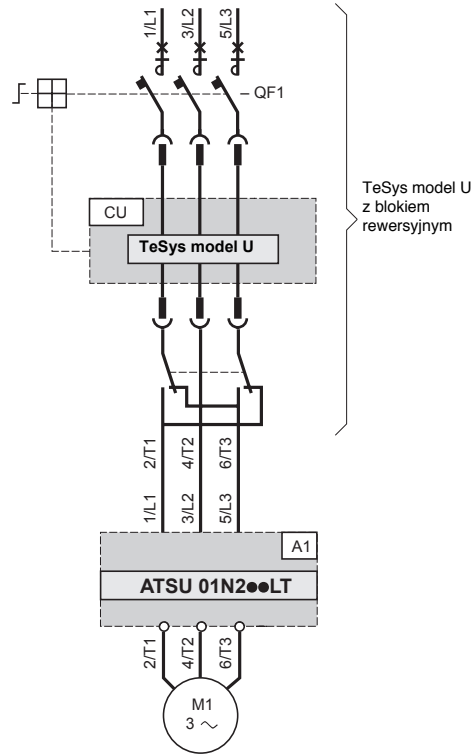 1/L1 3/L2 5/L3
QF1
CU
TeSys model U
TeSys model U
z blokiem
rewersyjnym
2/T1 4/T2 6/T3
1/L1 3/L2 5/L3
A1
ATSU 01N2●●LT
2/T1 4/T2 6/T3
M1
3 ~